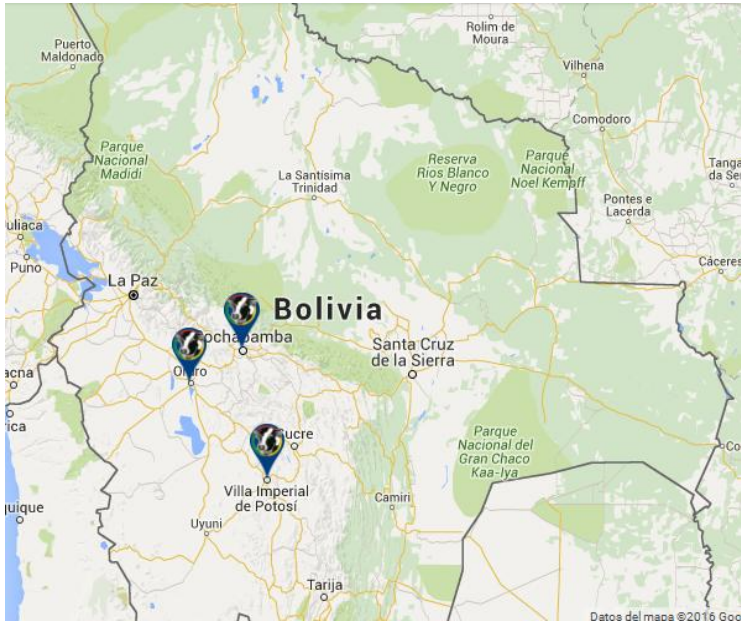 Puerto
Maldonado
Rolim de
Moura
Vilhena
Comodoro
Parque
Nacional
Madidi
La Santísima
Trinidad
Reserva
Rios Blanco
Y Negro
Parque
Nacional
Noel Kempff
Tanga
da Se
Pontes e
Lacerda
uliaca
Puno
La Paz
Cáceres
Bolivia
ochabamba
Santa Cruz
de la Sierra
Oruro
acna
rica
Parque
Nacional del
Gran Chaco
Kaa-Iya
Sucre
Villa Imperial
de Potosí
Camiri
Co
quique
Uyuni
Tarija
Datos del mapa ©2016 Goo